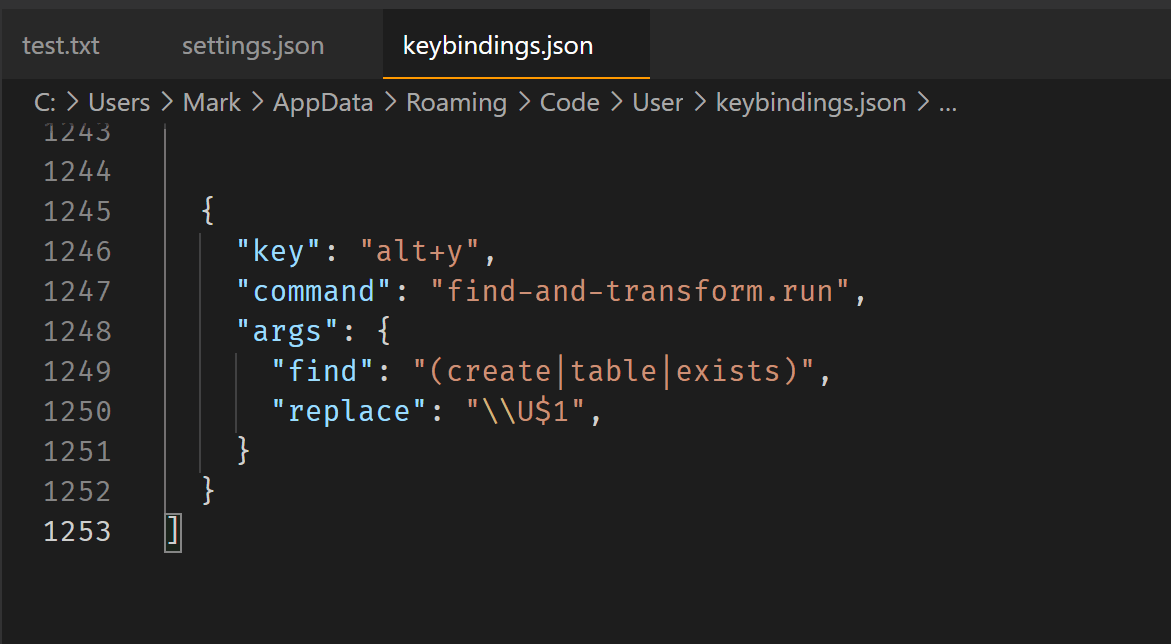 test.txt settings.json keybindings.json
C: > Users > Mark > AppData > Roaming > Code > User > keybindings.json > ...
1243
1244
1245 {
1246 "key": "alt+y",
1247 "command": "find-and-transform.run",
1248 "args": {
1249 "find": "(create|table|exists)",
1250 "replace": "\\U$1",
1251 }
1252 }
1253 ]